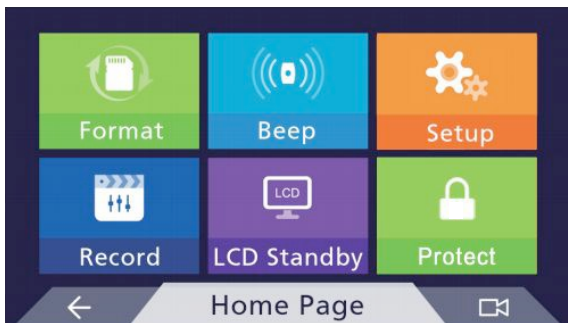 Format
Beep
Setup
LCD
Record
LCD Standby
Protect
Home Page